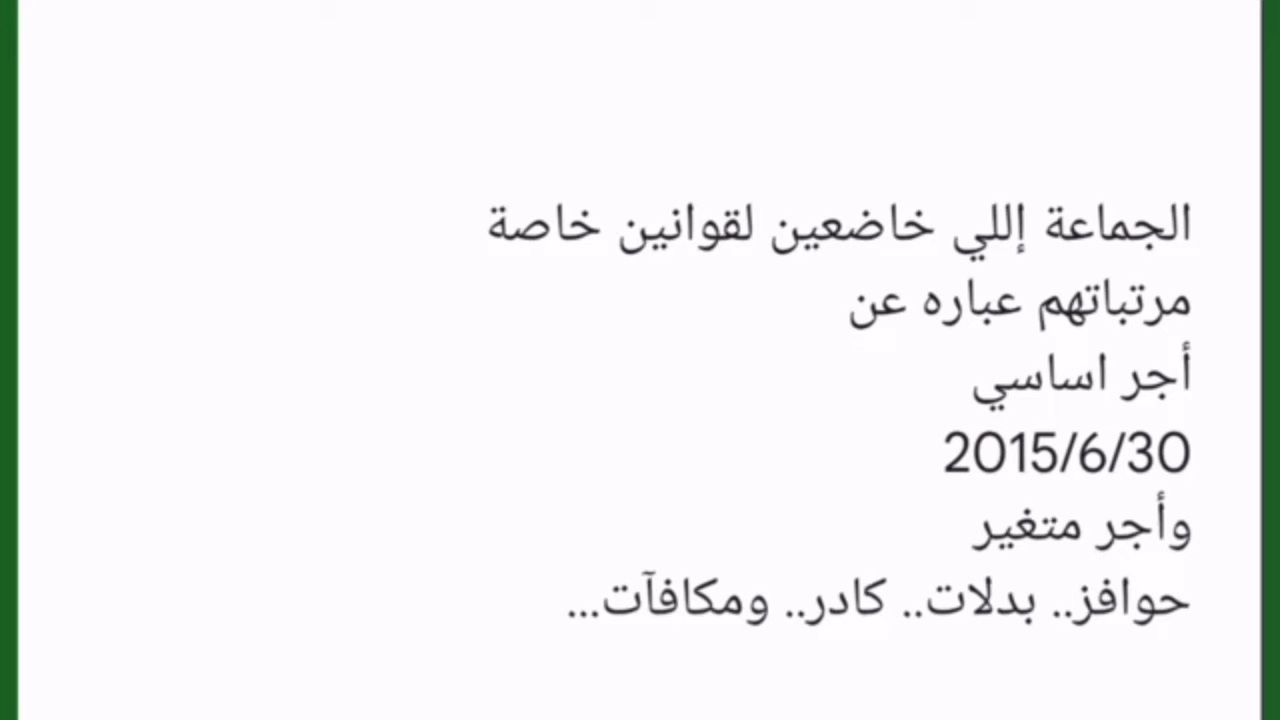 الجماعة إللي خاضعين لقوانين خاصة
مرتباتهم عباره عن
أجر اساسي
2015/6/30
وأجر متغير
حوافز.. بدلات.. كادر.. ومكافآت...